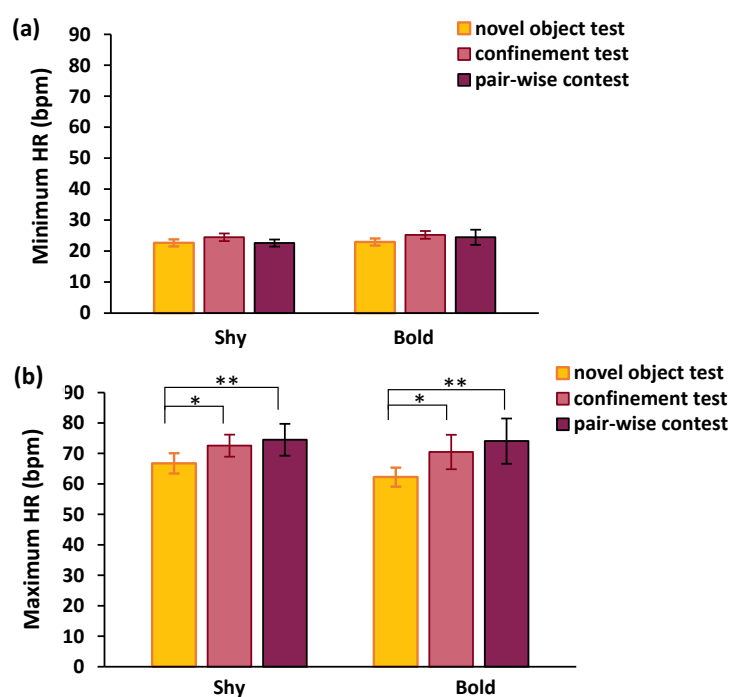 (a)
novel object test
confinement test
pair-wise contest
Minimum HR (bpm)
90
80
70
60
50
40
30
20
10
0
Shy Bold
(b)
novel object test
confinement test
pair-wise contest
Maximum HR (bpm)
90
80
70
60
50
40
30
20
10
0
** **
* *
Shy Bold